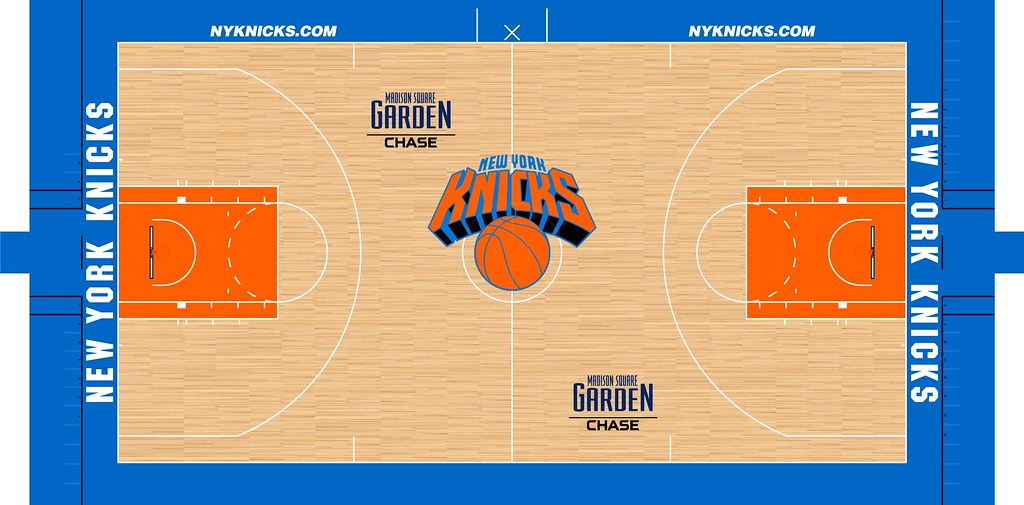 NYKNICKS.COM
NYKNICKS.COM
MADISON SQUARE
GARDEN
CHASE
NEW YORK
KNICKS
NEW YORK KNICKS
NEW YORK KNICKS
MADISON SQUARE
GARDEN
CHASE